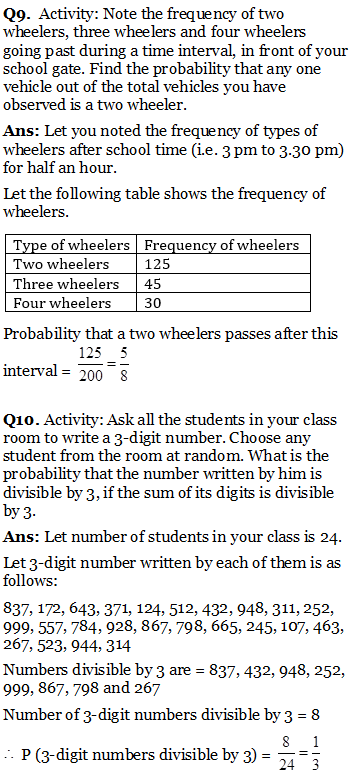 Q9. Activity: Note the frequency of two
wheelers, three wheelers and four wheelers
going past during a time interval, in front of your
school gate. Find the probability that any one
vehicle out of the total vehicles you have
observed is a two wheeler.
Ans: Let you noted the frequency of types of
wheelers after school time (i.e. 3 pm to 3.30 pm)
for half an hour.
Let the following table shows the frequency of
wheelers.
Type of wheelers Frequency of wheelers
Two wheelers 125
Three wheelers 45
Four wheelers 30
Probability that a two wheelers passes after this
interval = 125/200 = 5/8
Q10. Activity: Ask all the students in your class
room to write a 3-digit number. Choose any
student from the room at random. What is the
probability that the number written by him is
divisible by 3, if the sum of its digits is divisible
by 3.
Ans: Let number of students in your class is 24.
Let 3-digit number written by each of them is as
follows:
837, 172, 643, 371, 124, 512, 432, 948, 311, 252,
999, 557, 784, 928, 867, 798, 665, 245, 107, 463,
267, 523, 944, 314
Numbers divisible by 3 are = 837, 432, 948, 252,
999, 867, 798 and 267
Number of 3-digit numbers divisible by 3 = 8
∴ P (3-digit numbers divisible by 3) = 8/24 = 1/3